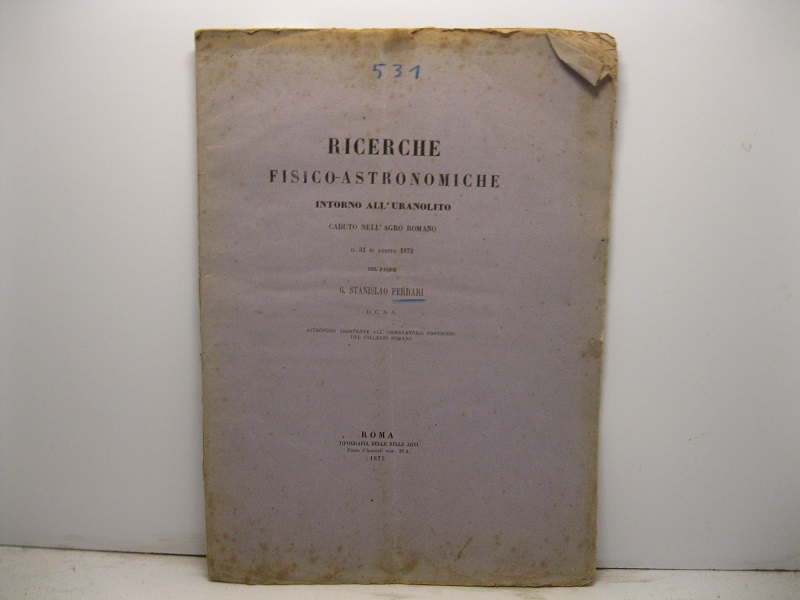 531
RICERCHE
FISICO-ASTRONOMICHE
INTORNO ALL'URANOLITO
CADUTO NELL'AGRO ROMANO
IL 31 DI AGOSTO 1872
DEL PADRE
G. STANISLAO FERRARI
D. C. D. G.
ASTRONOMO ASSISTENTE ALL'OSSERVATORIO PONTIFICIO
DEL COLLEGIO ROMANO
ROMA
TIPOGRAFIA DELLE BELLE ARTI
1873